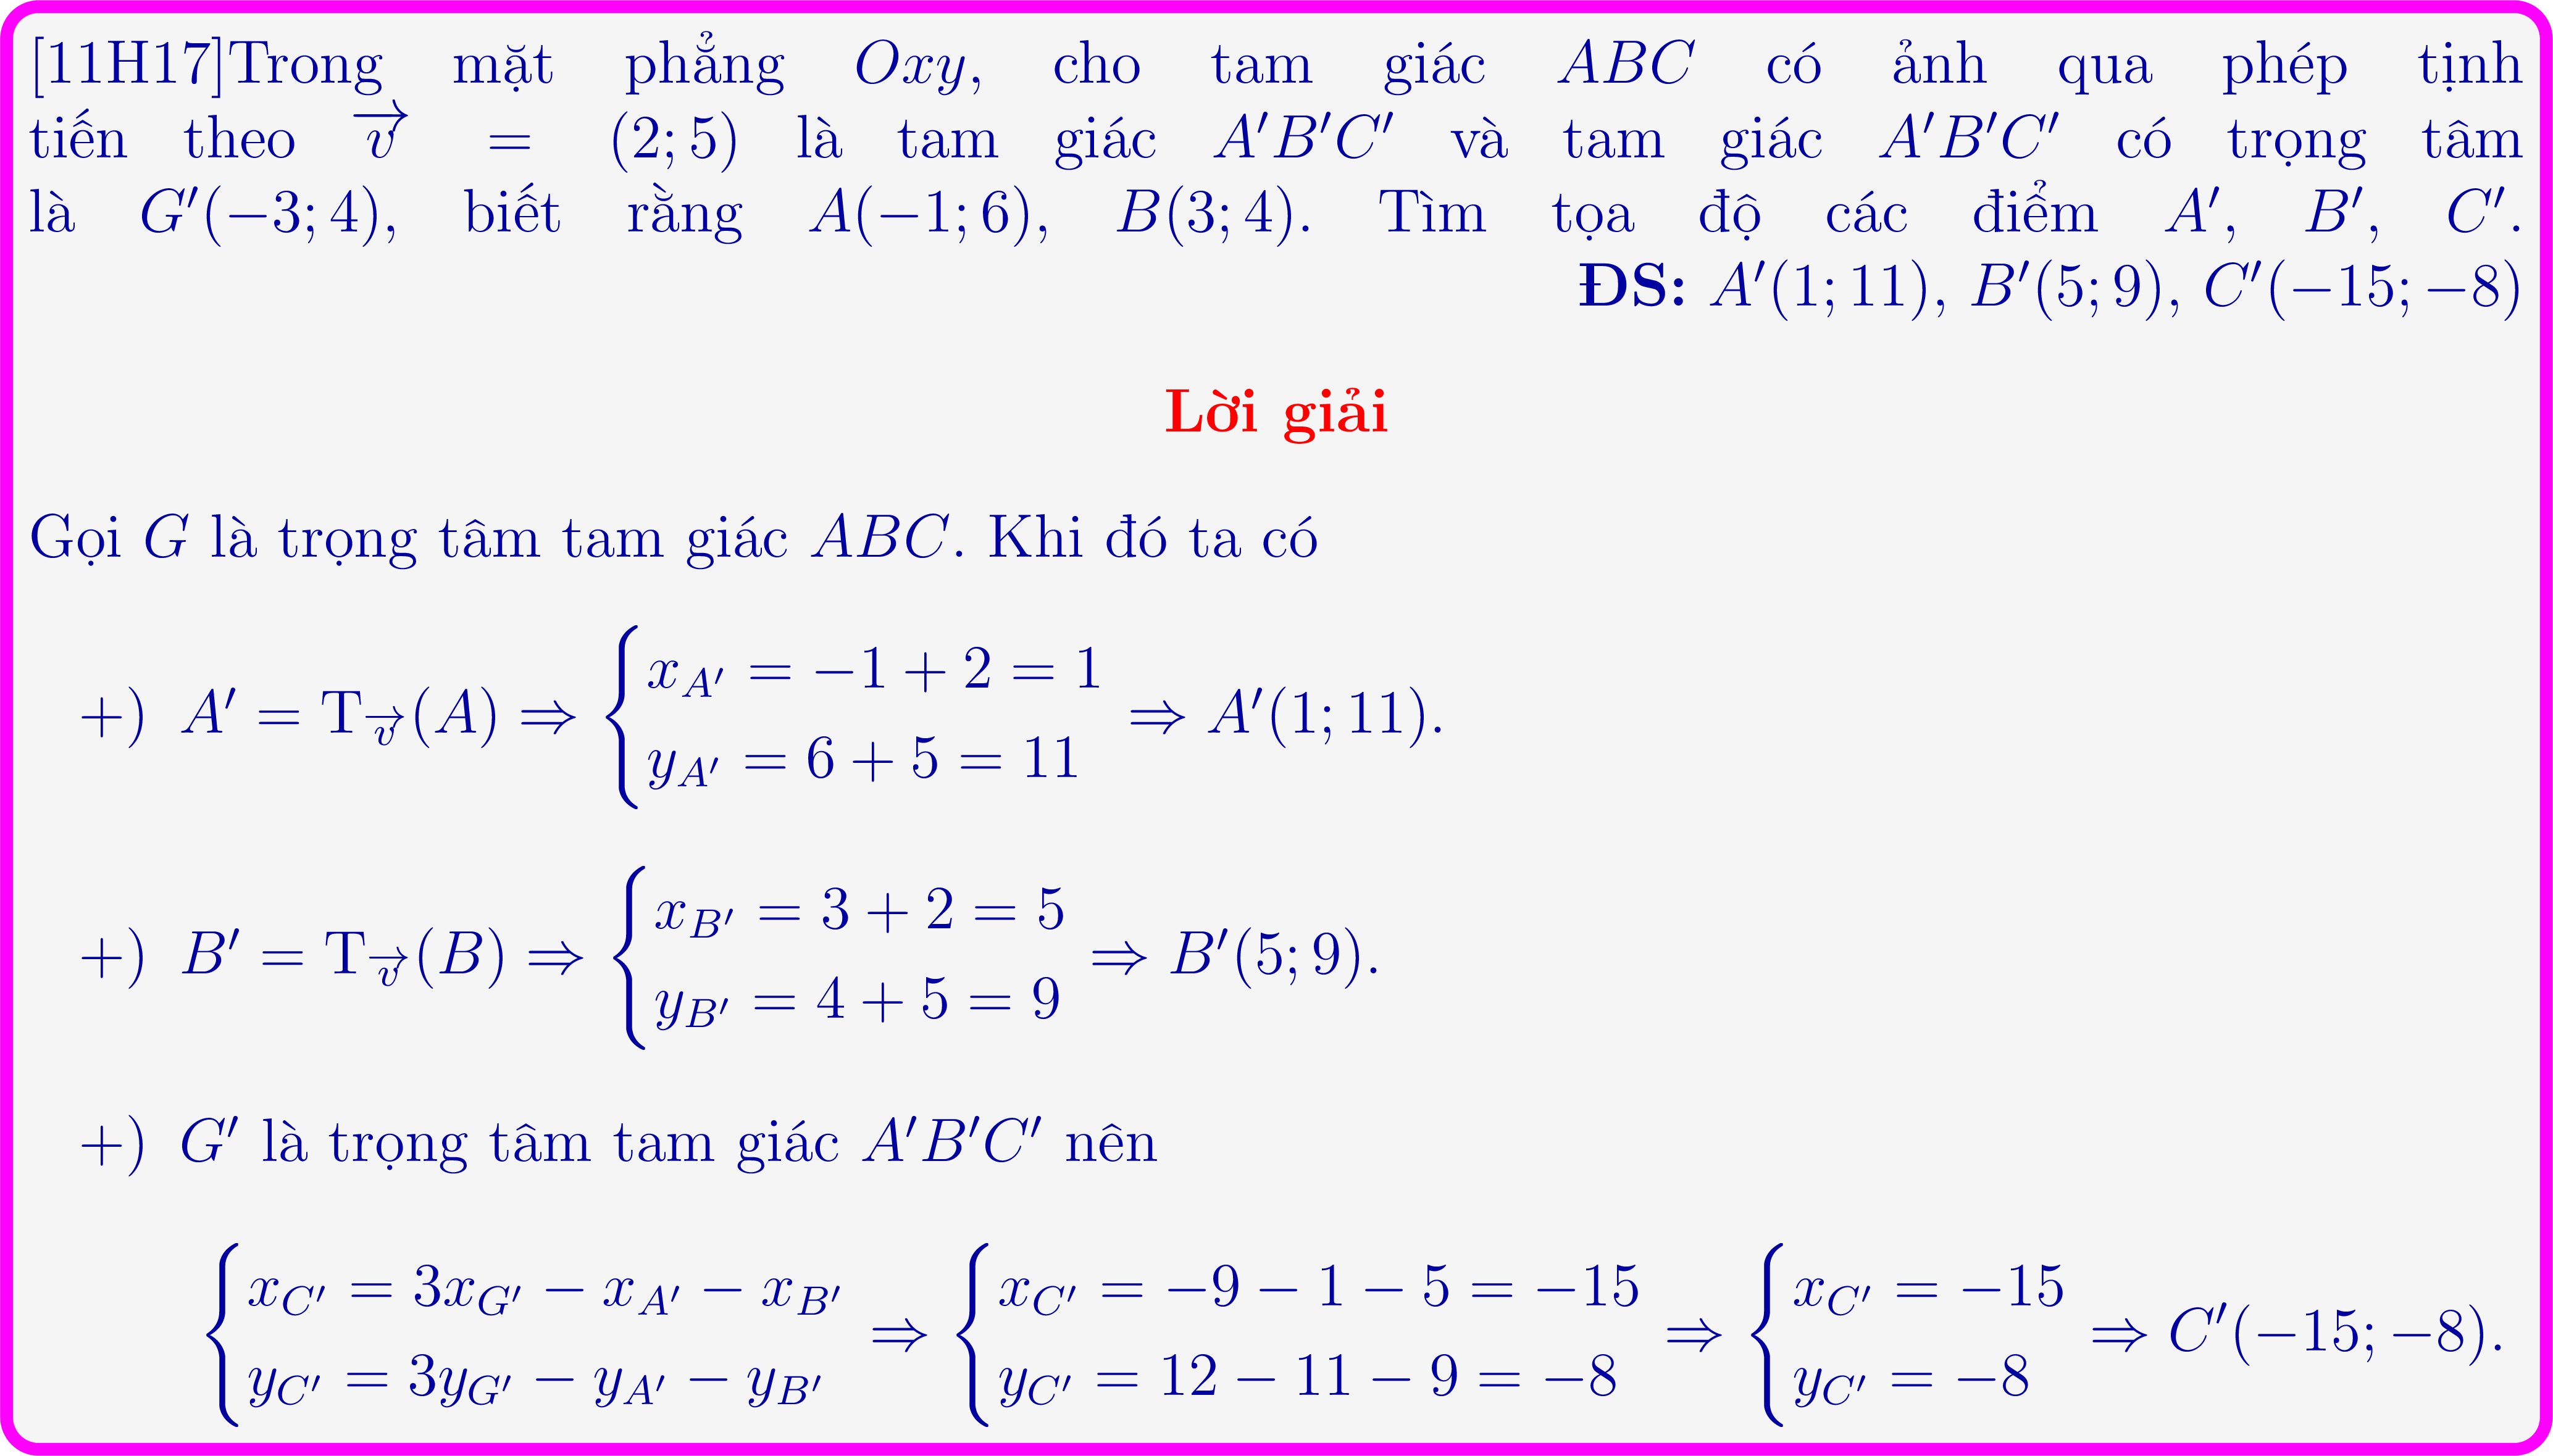 [11H17]Trong mặt phẳng Oxy, cho tam giác ABC có ảnh qua phép tịnh
tiến theo $\overrightarrow{v}$ = (2; 5) là tam giác A′B′C′ và tam giác A′B′C′ có trọng tâm
là G′(−3; 4), biết rằng A(−1; 6), B(3; 4). Tìm tọa độ các điểm A′, B′, C′.
ĐS: A′(1; 11), B′(5; 9), C′(−15; −8)
Lời giải
Gọi G là trọng tâm tam giác ABC. Khi đó ta có
+) $A' = \mathrm{T}_{\overrightarrow{v}}(A) \Rightarrow \begin{cases} x_{A'} = -1 + 2 = 1 \\ y_{A'} = 6 + 5 = 11 \end{cases} \Rightarrow A'(1; 11).$
+) $B' = \mathrm{T}_{\overrightarrow{v}}(B) \Rightarrow \begin{cases} x_{B'} = 3 + 2 = 5 \\ y_{B'} = 4 + 5 = 9 \end{cases} \Rightarrow B'(5; 9).$
+) G′ là trọng tâm tam giác A′B′C′ nên
$\begin{cases} x_{C'} = 3x_{G'} - x_{A'} - x_{B'} \\ y_{C'} = 3y_{G'} - y_{A'} - y_{B'} \end{cases} \Rightarrow \begin{cases} x_{C'} = -9 - 1 - 5 = -15 \\ y_{C'} = 12 - 11 - 9 = -8 \end{cases} \Rightarrow \begin{cases} x_{C'} = -15 \\ y_{C'} = -8 \end{cases} \Rightarrow C'(-15; -8).$